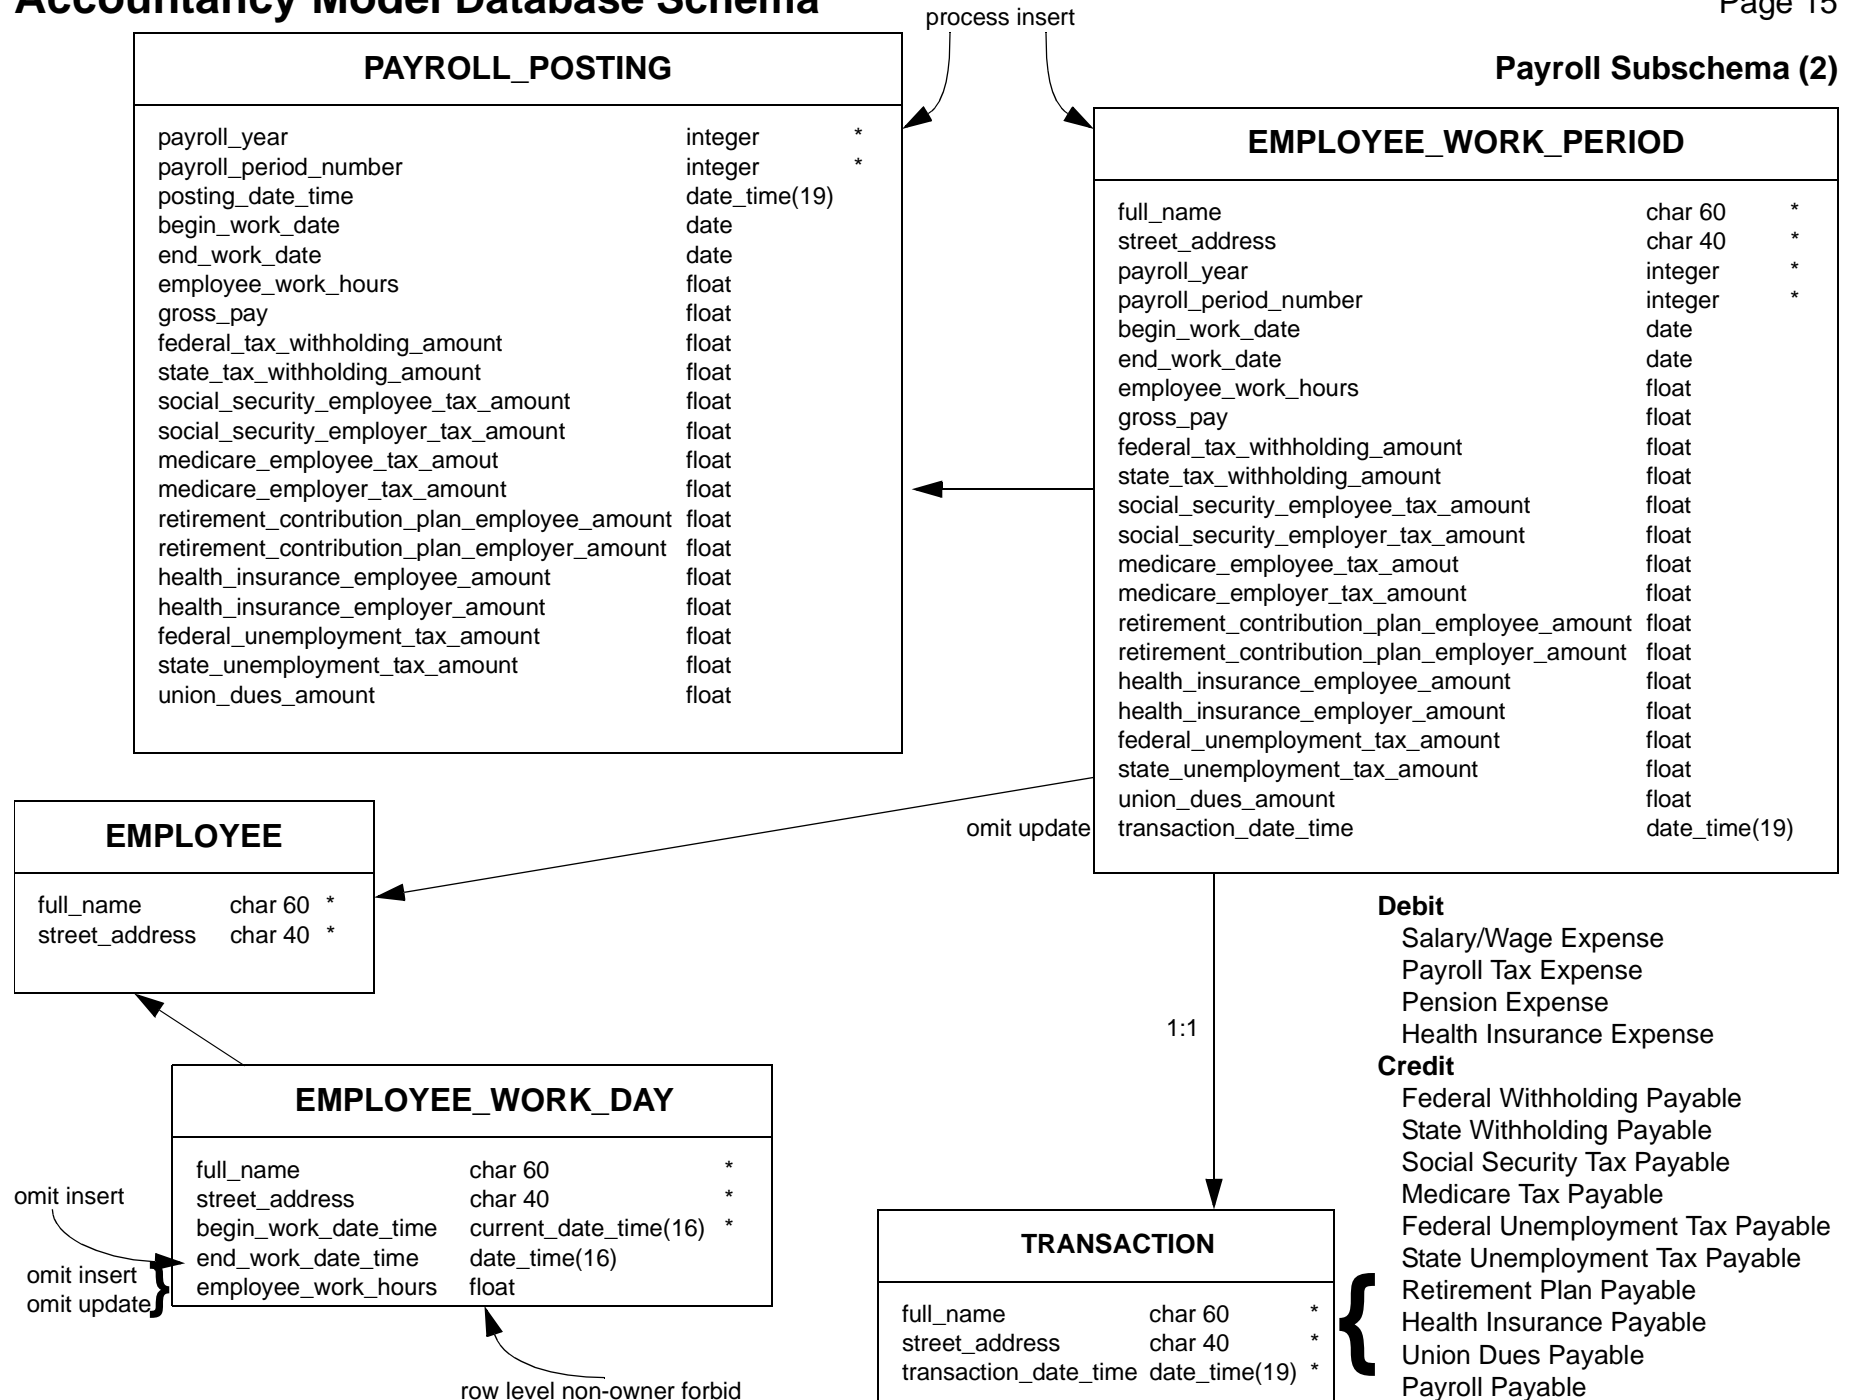 Accountancy Model Database Schema
Page 15
process insert
Payroll Subschema (2)
PAYROLL_POSTING
payroll_year integer *
payroll_period_number integer *
posting_date_time date_time(19)
begin_work_date date
end_work_date date
employee_work_hours float
gross_pay float
federal_tax_withholding_amount float
state_tax_withholding_amount float
social_security_employee_tax_amount float
social_security_employer_tax_amount float
medicare_employee_tax_amout float
medicare_employer_tax_amount float
retirement_contribution_plan_employee_amount float
retirement_contribution_plan_employer_amount float
health_insurance_employee_amount float
health_insurance_employer_amount float
federal_unemployment_tax_amount float
state_unemployment_tax_amount float
union_dues_amount float
EMPLOYEE_WORK_PERIOD
full_name char 60 *
street_address char 40 *
payroll_year integer *
payroll_period_number integer *
begin_work_date date
end_work_date date
employee_work_hours float
gross_pay float
federal_tax_withholding_amount float
state_tax_withholding_amount float
social_security_employee_tax_amount float
social_security_employer_tax_amount float
medicare_employee_tax_amout float
medicare_employer_tax_amount float
retirement_contribution_plan_employee_amount float
retirement_contribution_plan_employer_amount float
health_insurance_employee_amount float
health_insurance_employer_amount float
federal_unemployment_tax_amount float
state_unemployment_tax_amount float
union_dues_amount float
omit update transaction_date_time date_time(19)
EMPLOYEE
full_name char 60 *
street_address char 40 *
1:1
EMPLOYEE_WORK_DAY
full_name char 60 *
street_address char 40 *
begin_work_date_time current_date_time(16) *
end_work_date_time date_time(16)
employee_work_hours float
omit insert
omit insert
omit update }
row level non-owner forbid
TRANSACTION
full_name char 60 *
street_address char 40 *
transaction_date_time date_time(19) *
{
Debit
Salary/Wage Expense
Payroll Tax Expense
Pension Expense
Health Insurance Expense
Credit
Federal Withholding Payable
State Withholding Payable
Social Security Tax Payable
Medicare Tax Payable
Federal Unemployment Tax Payable
State Unemployment Tax Payable
Retirement Plan Payable
Health Insurance Payable
Union Dues Payable
Payroll Payable